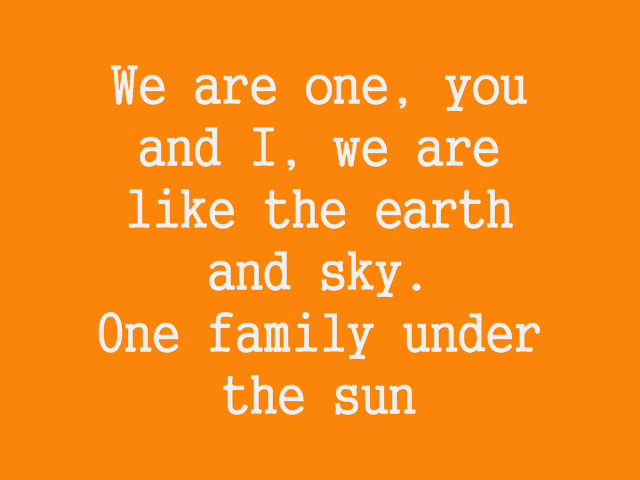 We are one, you
and I, we are
like the earth
and sky.
One family under
the sun